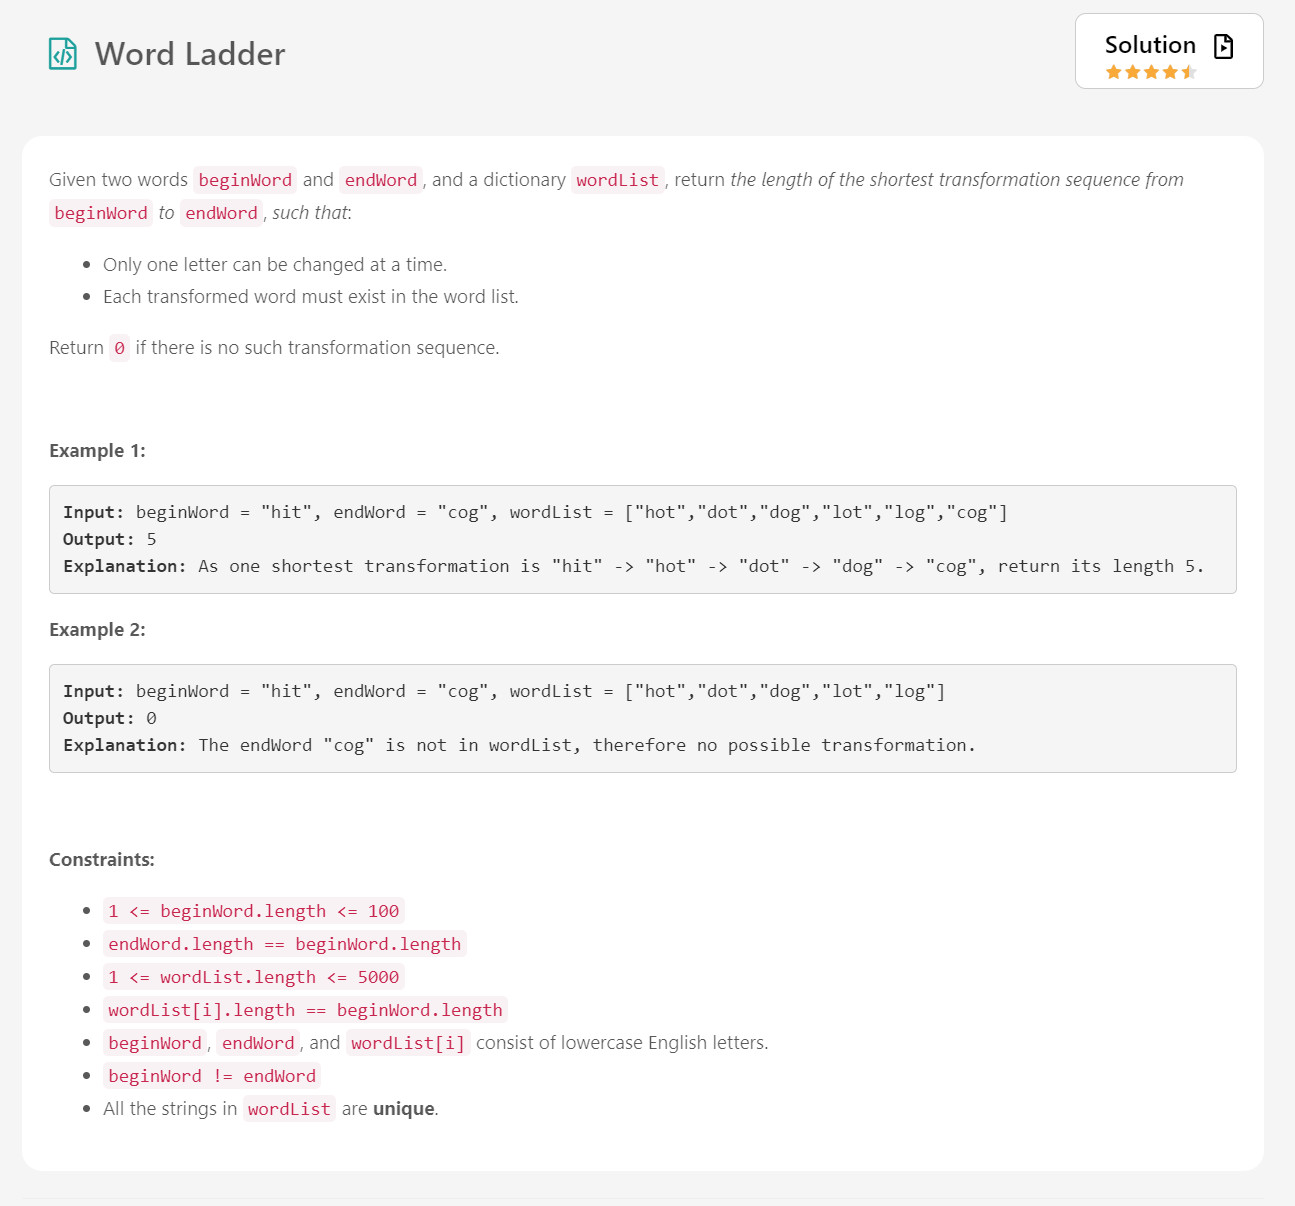 Word Ladder
Solution
Given two words beginWord and endWord, and a dictionary wordList, return the length of the shortest transformation sequence from
beginWord to endWord, such that:
Only one letter can be changed at a time.
Each transformed word must exist in the word list.
Return 0 if there is no such transformation sequence.
Example 1:
Input: beginWord = "hit", endWord = "cog", wordList = ["hot","dot","dog","lot","log","cog"]
Output: 5
Explanation: As one shortest transformation is "hit" -> "hot" -> "dot" -> "dog" -> "cog", return its length 5.
Example 2:
Input: beginWord = "hit", endWord = "cog", wordList = ["hot","dot","dog","lot","log"]
Output: 0
Explanation: The endWord "cog" is not in wordList, therefore no possible transformation.
Constraints:
1 <= beginWord.length <= 100
endWord.length == beginWord.length
1 <= wordList.length <= 5000
wordList[i].length == beginWord.length
beginWord, endWord, and wordList[i] consist of lowercase English letters.
beginWord != endWord
All the strings in wordList are unique.